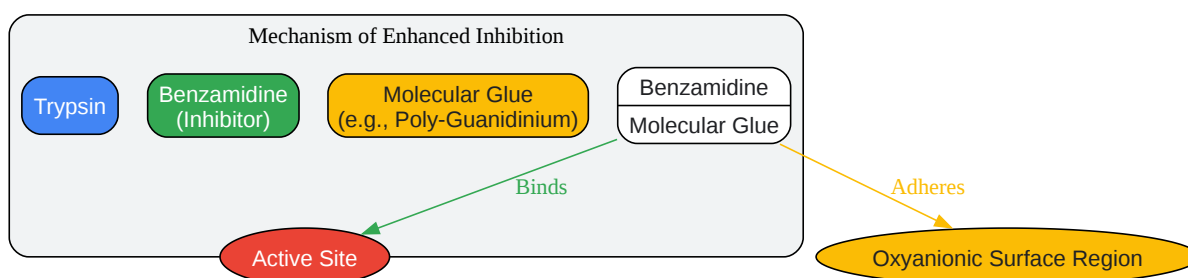 Mechanism of Enhanced Inhibition
Trypsin
Benzamidine
(Inhibitor)
Molecular Glue
(e.g., Poly-Guanidinium)
Benzamidine
Molecular Glue
Binds
Adheres
Active Site
Oxyanionic Surface Region